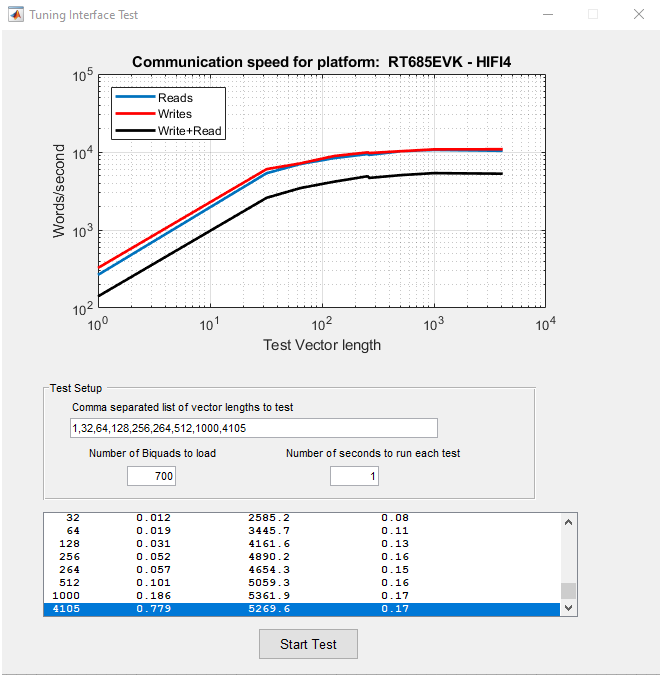 Tuning Interface Test
Communication speed for platform:  RT685EVK - HIFI4
10^5
10^4
10^3
10^2
Words/second
Reads
Writes
Write+Read
10^0 10^1 10^2 10^3 10^4
Test Vector length
Test Setup
Comma separated list of vector lengths to test
1,32,64,128,256,264,512,1000,4105
Number of Biquads to load Number of seconds to run each test
700 1
32 0.012 2585.2 0.08
64 0.019 3445.7 0.11
128 0.031 4161.6 0.13
256 0.052 4890.2 0.16
264 0.057 4654.3 0.15
512 0.101 5059.3 0.16
1000 0.186 5361.9 0.17
4105 0.779 5269.6 0.17
Start Test